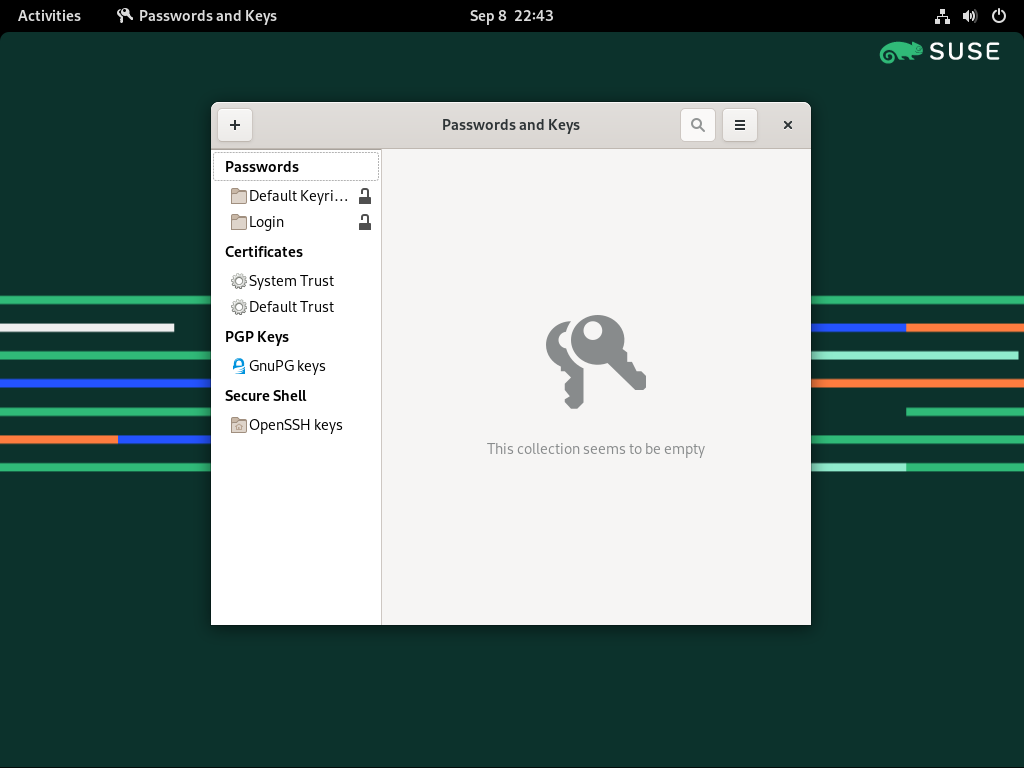 Activities
Passwords and Keys
Sep 8 22:43
SUSE
Passwords and Keys
Passwords
Default Keyri…
Login
Certificates
System Trust
Default Trust
PGP Keys
GnuPG keys
Secure Shell
OpenSSH keys
This collection seems to be empty